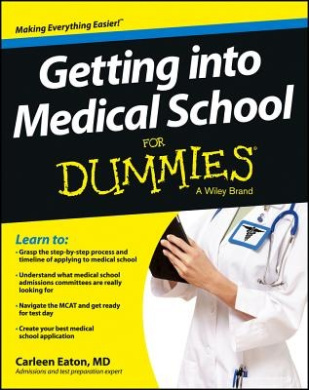 Making Everything Easier!™
Getting into
Medical School
FOR
DUMMIES®
A Wiley Brand
Learn to:
• Grasp the step-by-step process and
timeline of applying to medical school
• Understand what medical school
admissions committees are really
looking for
• Navigate the MCAT and get ready
for test day
• Create your best medical
school application
Carleen Eaton, MD
Admissions and test preparation expert